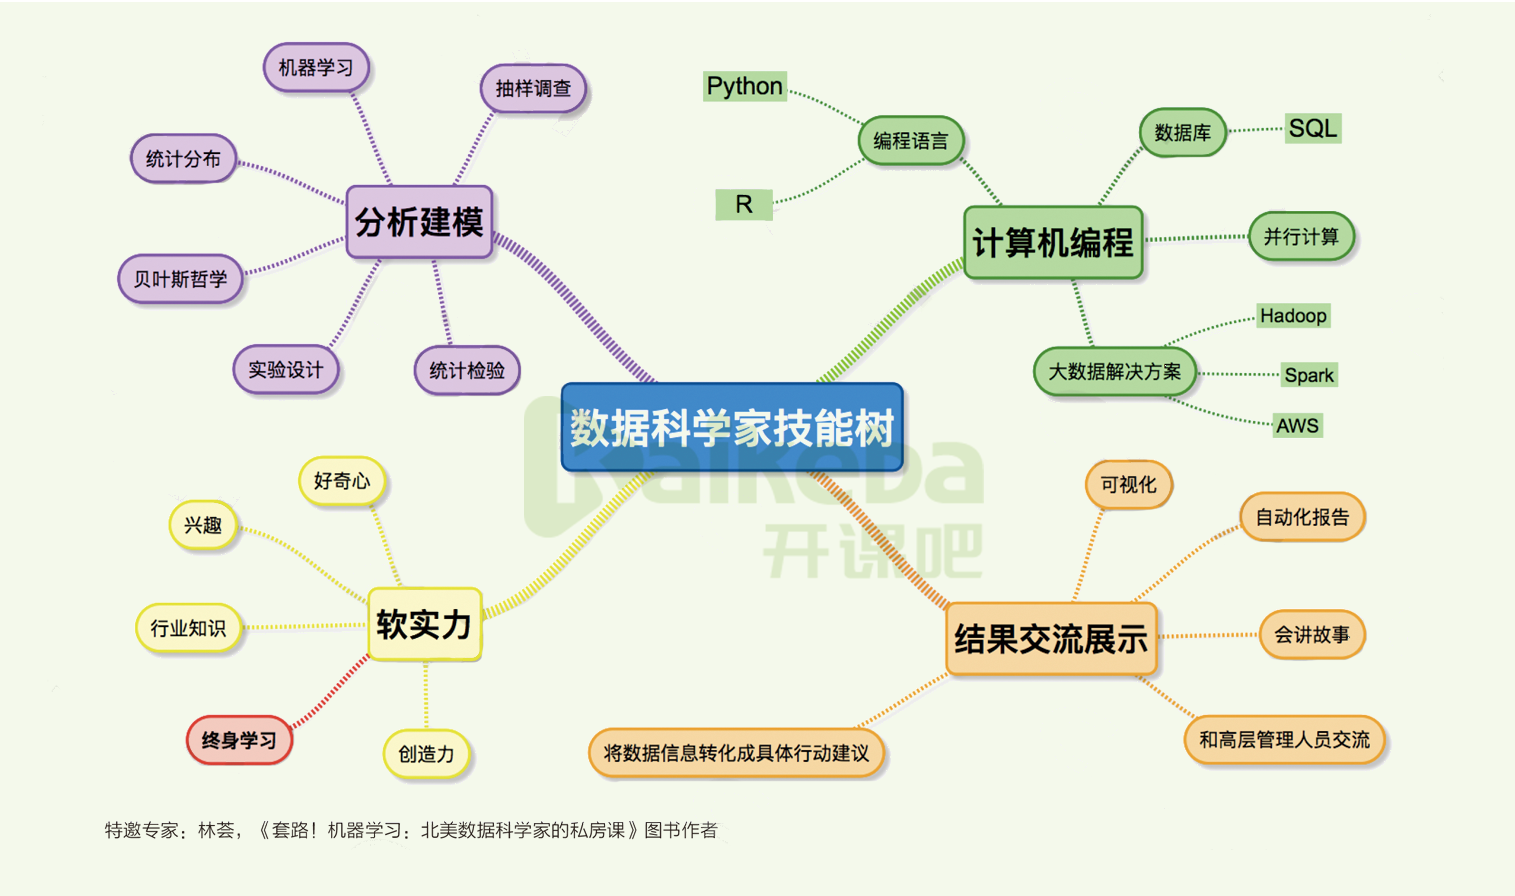 机器学习
抽样调查
统计分布
分析建模
贝叶斯哲学
实验设计
统计检验
Python
编程语言
R
数据库
SQL
计算机编程
并行计算
Hadoop
大数据解决方案
Spark
AWS
数据科学家技能树
Kaikeba
开课吧
好奇心
兴趣
行业知识
软实力
终身学习
创造力
可视化
自动化报告
结果交流展示
会讲故事
将数据信息转化成具体行动建议
和高层管理人员交流
特邀专家：林荟，《套路！机器学习：北美数据科学家的私房课》图书作者